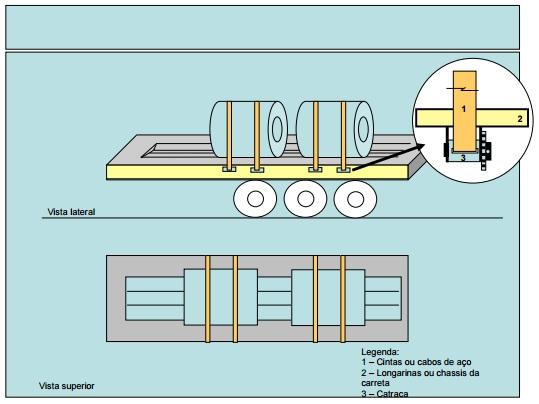 1
2
3
Vista lateral
Legenda:
1 – Cintas ou cabos de aço
2 – Longarinas ou chassis da
carreta
3 – Catraca
Vista superior